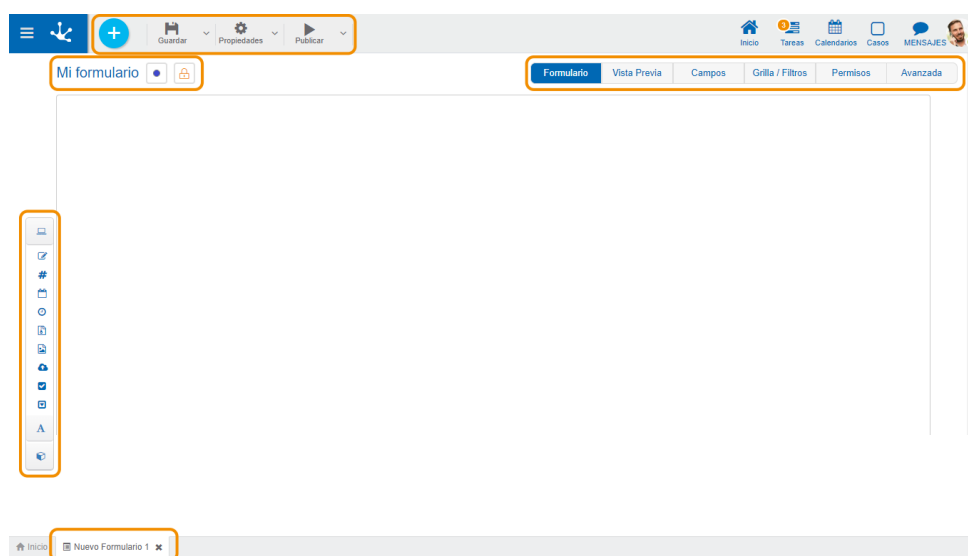 Guardar
Propiedades
Publicar
Inicio
3
Tareas
Calendarios
Casos
MENSAJES
Mi formulario
Formulario
Vista Previa
Campos
Grilla / Filtros
Permisos
Avanzada
#
A
Inicio
Nuevo Formulario 1